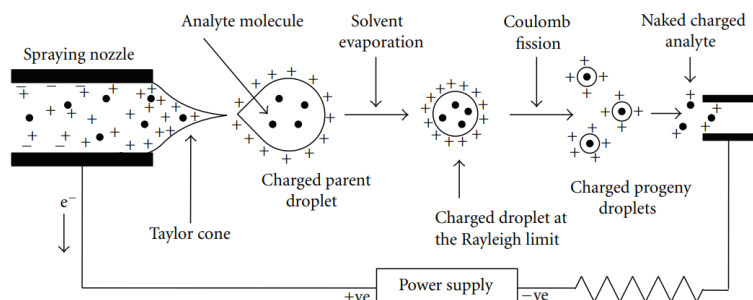 Spraying nozzle
Analyte molecule
Solvent
evaporation
Coulomb
fission
Naked charged
analyte
Charged parent
droplet
Charged progeny
droplets
Charged droplet at
the Rayleigh limit
Taylor cone
e−
+ve
Power supply
−ve